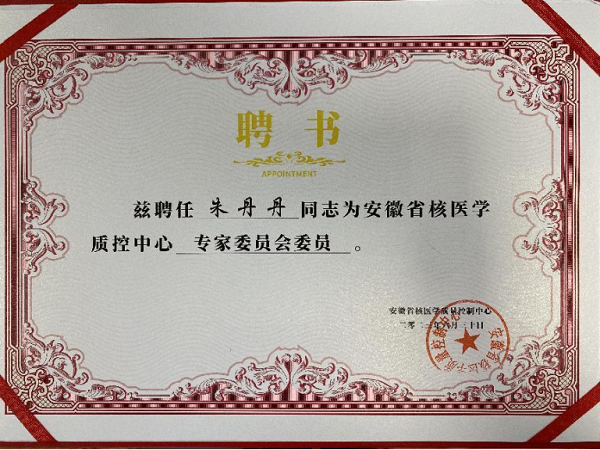 聘书
APPOINTMENT
兹聘任 朱丹丹 同志为安徽省核医学
质控中心 专家委员会委员 。
安徽省核医学质量控制中心